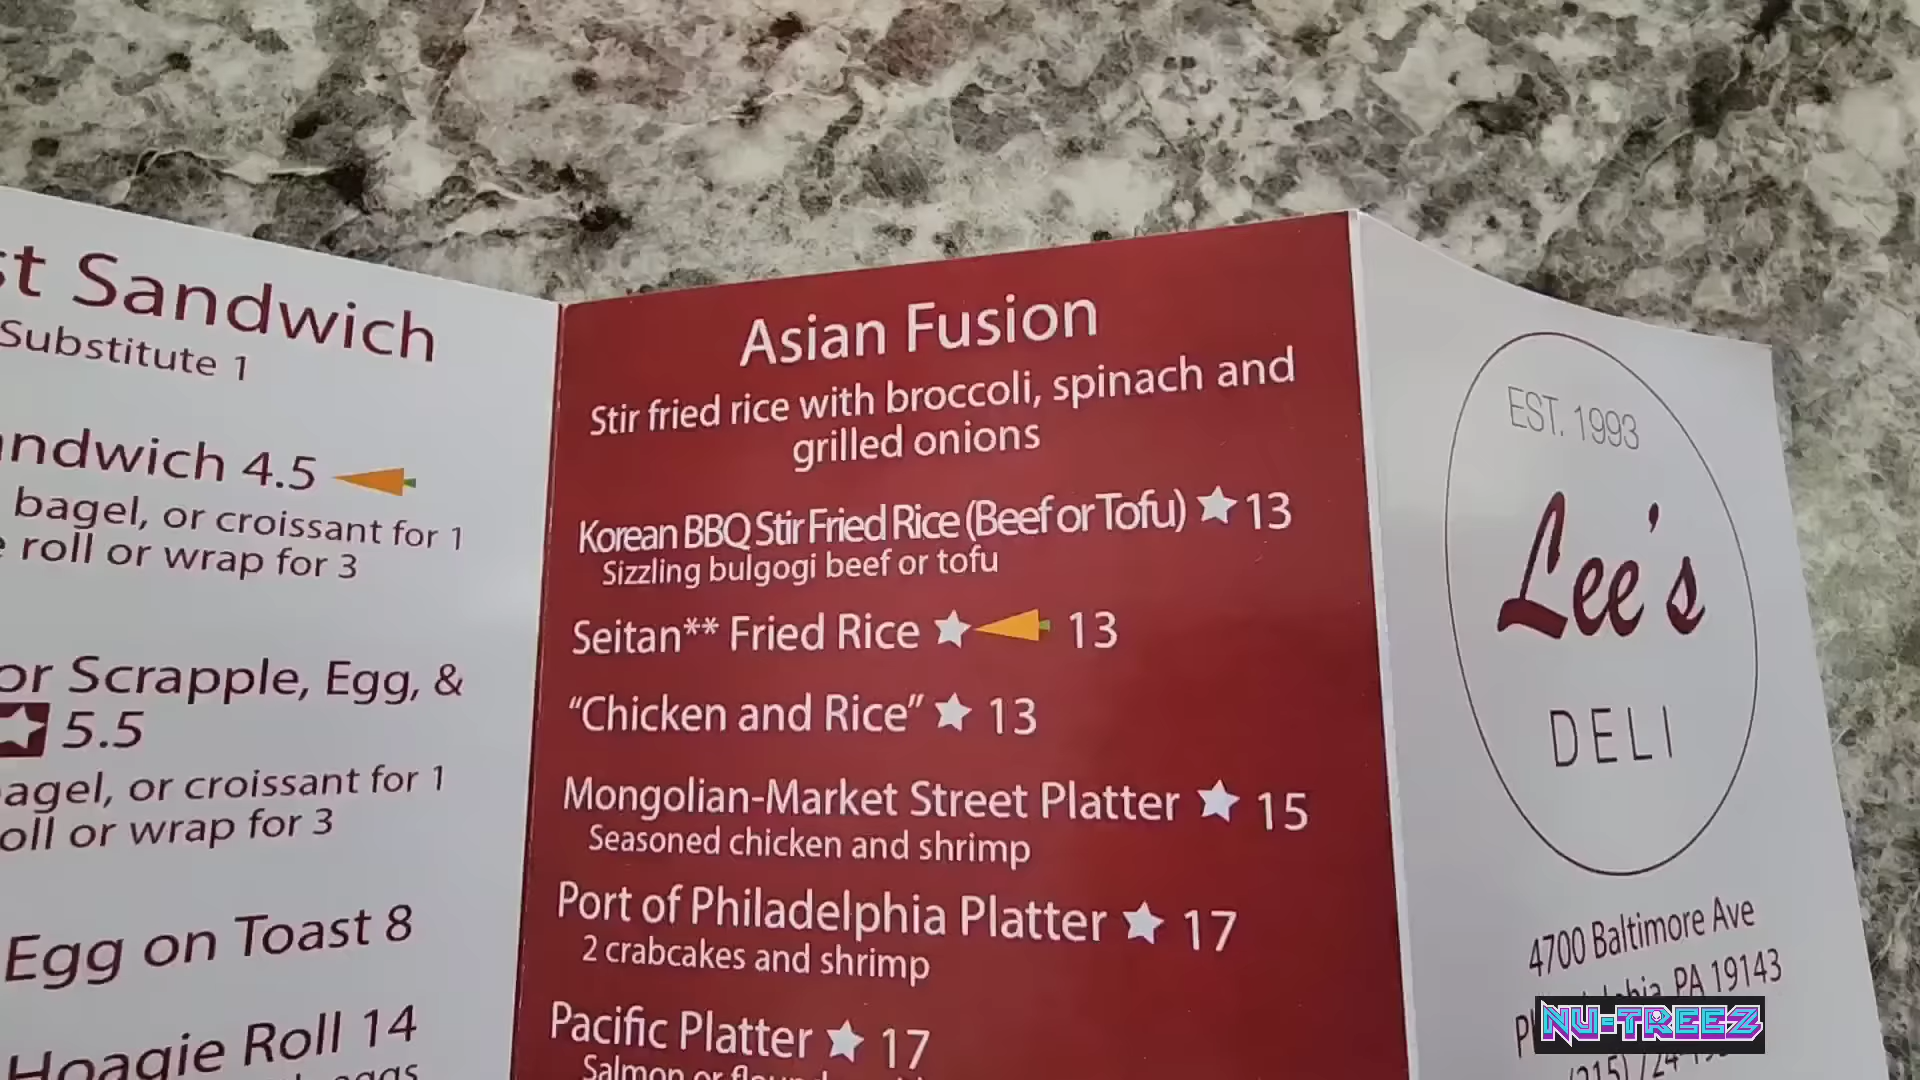 st Sandwich
Substitute 1
andwich 4.5
bagel, or croissant for 1
roll or wrap for 3
or Scrapple, Egg, &
5.5
agel, or croissant for 1
oll or wrap for 3
Egg on Toast 8
Hoagie Roll 14
eggs
Asian Fusion
Stir fried rice with broccoli, spinach and
grilled onions
Korean BBQ Stir Fried Rice (Beef or Tofu) 13
Sizzling bulgogi beef or tofu
Seitan** Fried Rice 13
“Chicken and Rice” 13
Mongolian-Market Street Platter 15
Seasoned chicken and shrimp
Port of Philadelphia Platter 17
2 crabcakes and shrimp
Pacific Platter 17
Salmon or
EST. 1993
Lee's
DELI
4700 Baltimore Ave
PA 19143
NU-TREEZ